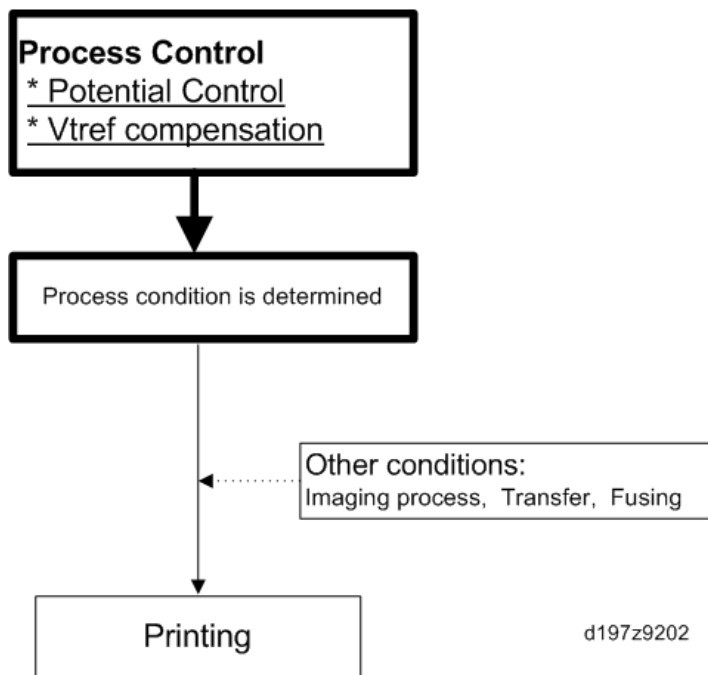 Process Control
* Potential Control
* Vtref compensation
Process condition is determined
Other conditions:
Imaging process, Transfer, Fusing
Printing
d197z9202